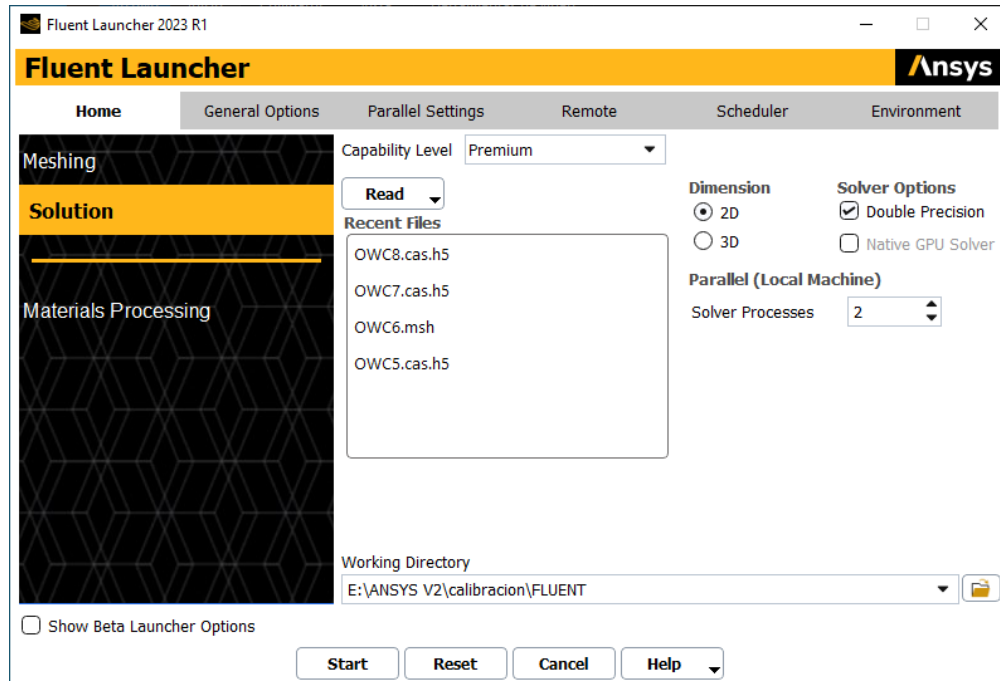 Fluent Launcher 2023 R1
Fluent Launcher
Ansys
Home General Options Parallel Settings Remote Scheduler Environment
Meshing
Solution
Materials Processing
Capability Level Premium
Read
Recent Files
OWC8.cas.h5
OWC7.cas.h5
OWC6.msh
OWC5.cas.h5
Dimension
2D
3D
Solver Options
Double Precision
Native GPU Solver
Parallel (Local Machine)
Solver Processes 2
Working Directory
E:\ANSYS V2\calibracion\FLUENT
Show Beta Launcher Options
Start Reset Cancel Help